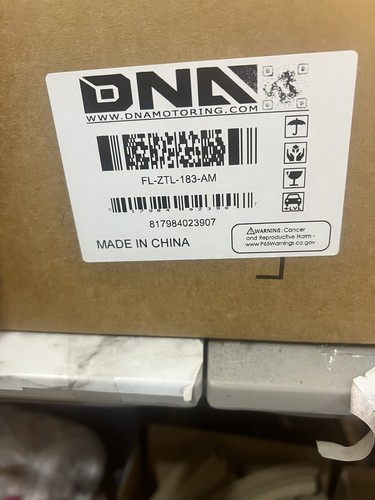 DNA
WWW.DNAMOTORING.COM
FL-ZTL-183-AM
817984023907
MADE IN CHINA
WARNING: Cancer
and Reproductive Harm -
www.P65Warnings.ca.gov